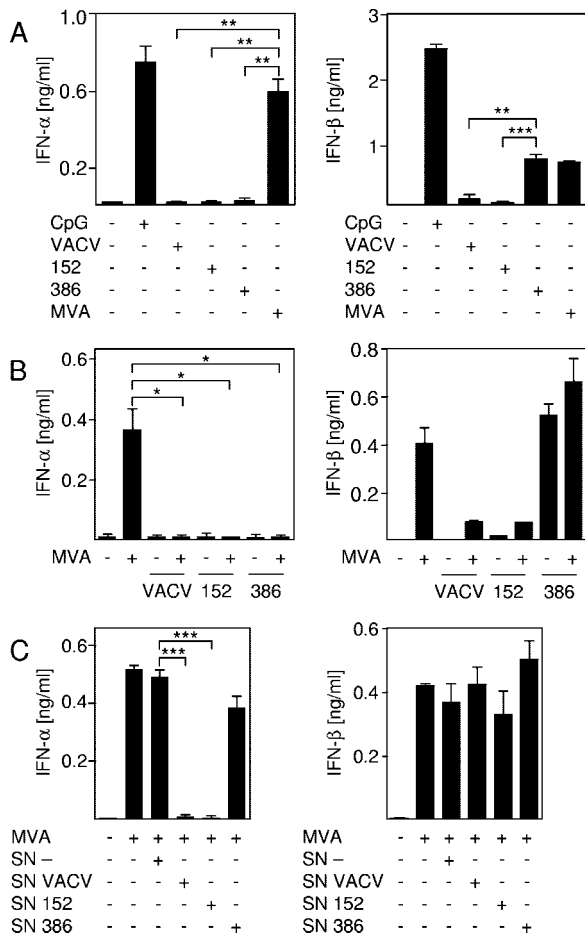 A
IFN-α [ng/ml]
1.0
0.6
0.2
** 
**
**
- + - - - -
CpG
- - + - - -
VACV
- - - + - -
152
- - - - + -
386
- - - - - +
MVA
IFN-β [ng/ml]
3
2
1
**
***
- + - - - -
- - + - - -
- - - + - -
- - - - + -
- - - - - +
B
IFN-α [ng/ml]
0.6
0.4
0.2
*
*
*
MVA - + - + - + - +
VACV 152 386
IFN-β [ng/ml]
0.8
0.6
0.4
0.2
MVA - + - + - + - +
VACV 152 386
C
IFN-α [ng/ml]
0.6
0.4
0.2
***
***
MVA - + + + + +
SN – - - + - - -
SN VACV - - - + - -
SN 152 - - - - + -
SN 386 - - - - - +
IFN-β [ng/ml]
0.6
0.4
0.2
MVA - + + + + +
SN – - - + - - -
SN VACV - - - + - -
SN 152 - - - - + -
SN 386 - - - - - +